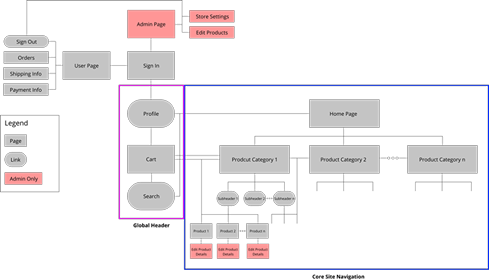 Admin Page
Store Settings
Edit Products
Sign Out
Orders
Shipping Info
Payment Info
User Page
Sign In
Legend
Page
Link
Admin Only
Profile
Cart
Search
Global Header
Home Page
Prodcut Category 1
Product Category 2
Product Category n
Subheader 1
Subheader 2
Subheader n
Product 1
Product 2
Product n
Edit Product
Details
Edit Product
Details
Edit Product
Details
Core Site Navigation